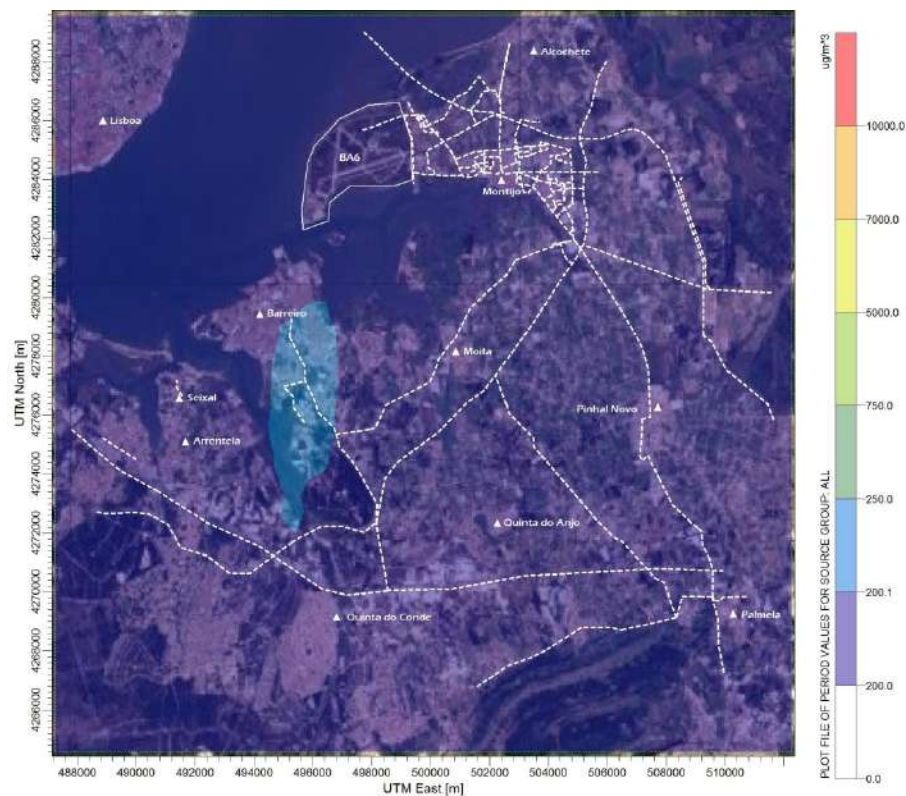 Alcochete
Lisboa
BA6
Montijo
Barreiro
Moita
Seixal
Pinhal Novo
Arrentela
Quinta do Anjo
Quinta do Conde
Palmela
4288000
4286000
4284000
4282000
4280000
4278000
4276000
4274000
4272000
4270000
4268000
4266000
UTM North [m]
488000 490000 492000 494000 496000 498000 500000 502000 504000 506000 508000 510000
UTM East [m]
ug/m^3
10000.0
7000.0
5000.0
750.0
250.0
200.1
200.0
0.0
PLOT FILE OF PERIOD VALUES FOR SOURCE GROUP: ALL